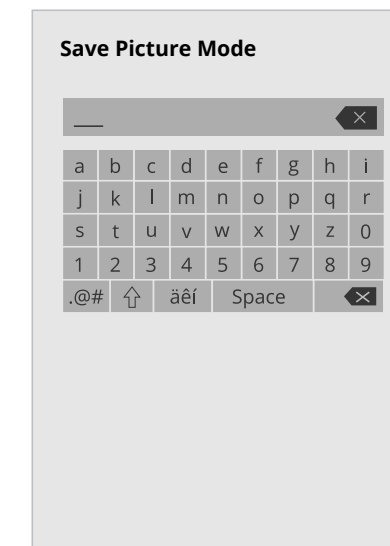 Save Picture Mode
a b c d e f g h i
j k l m n o p q r
s t u v w x y z 0
1 2 3 4 5 6 7 8 9
.@# äêí Space